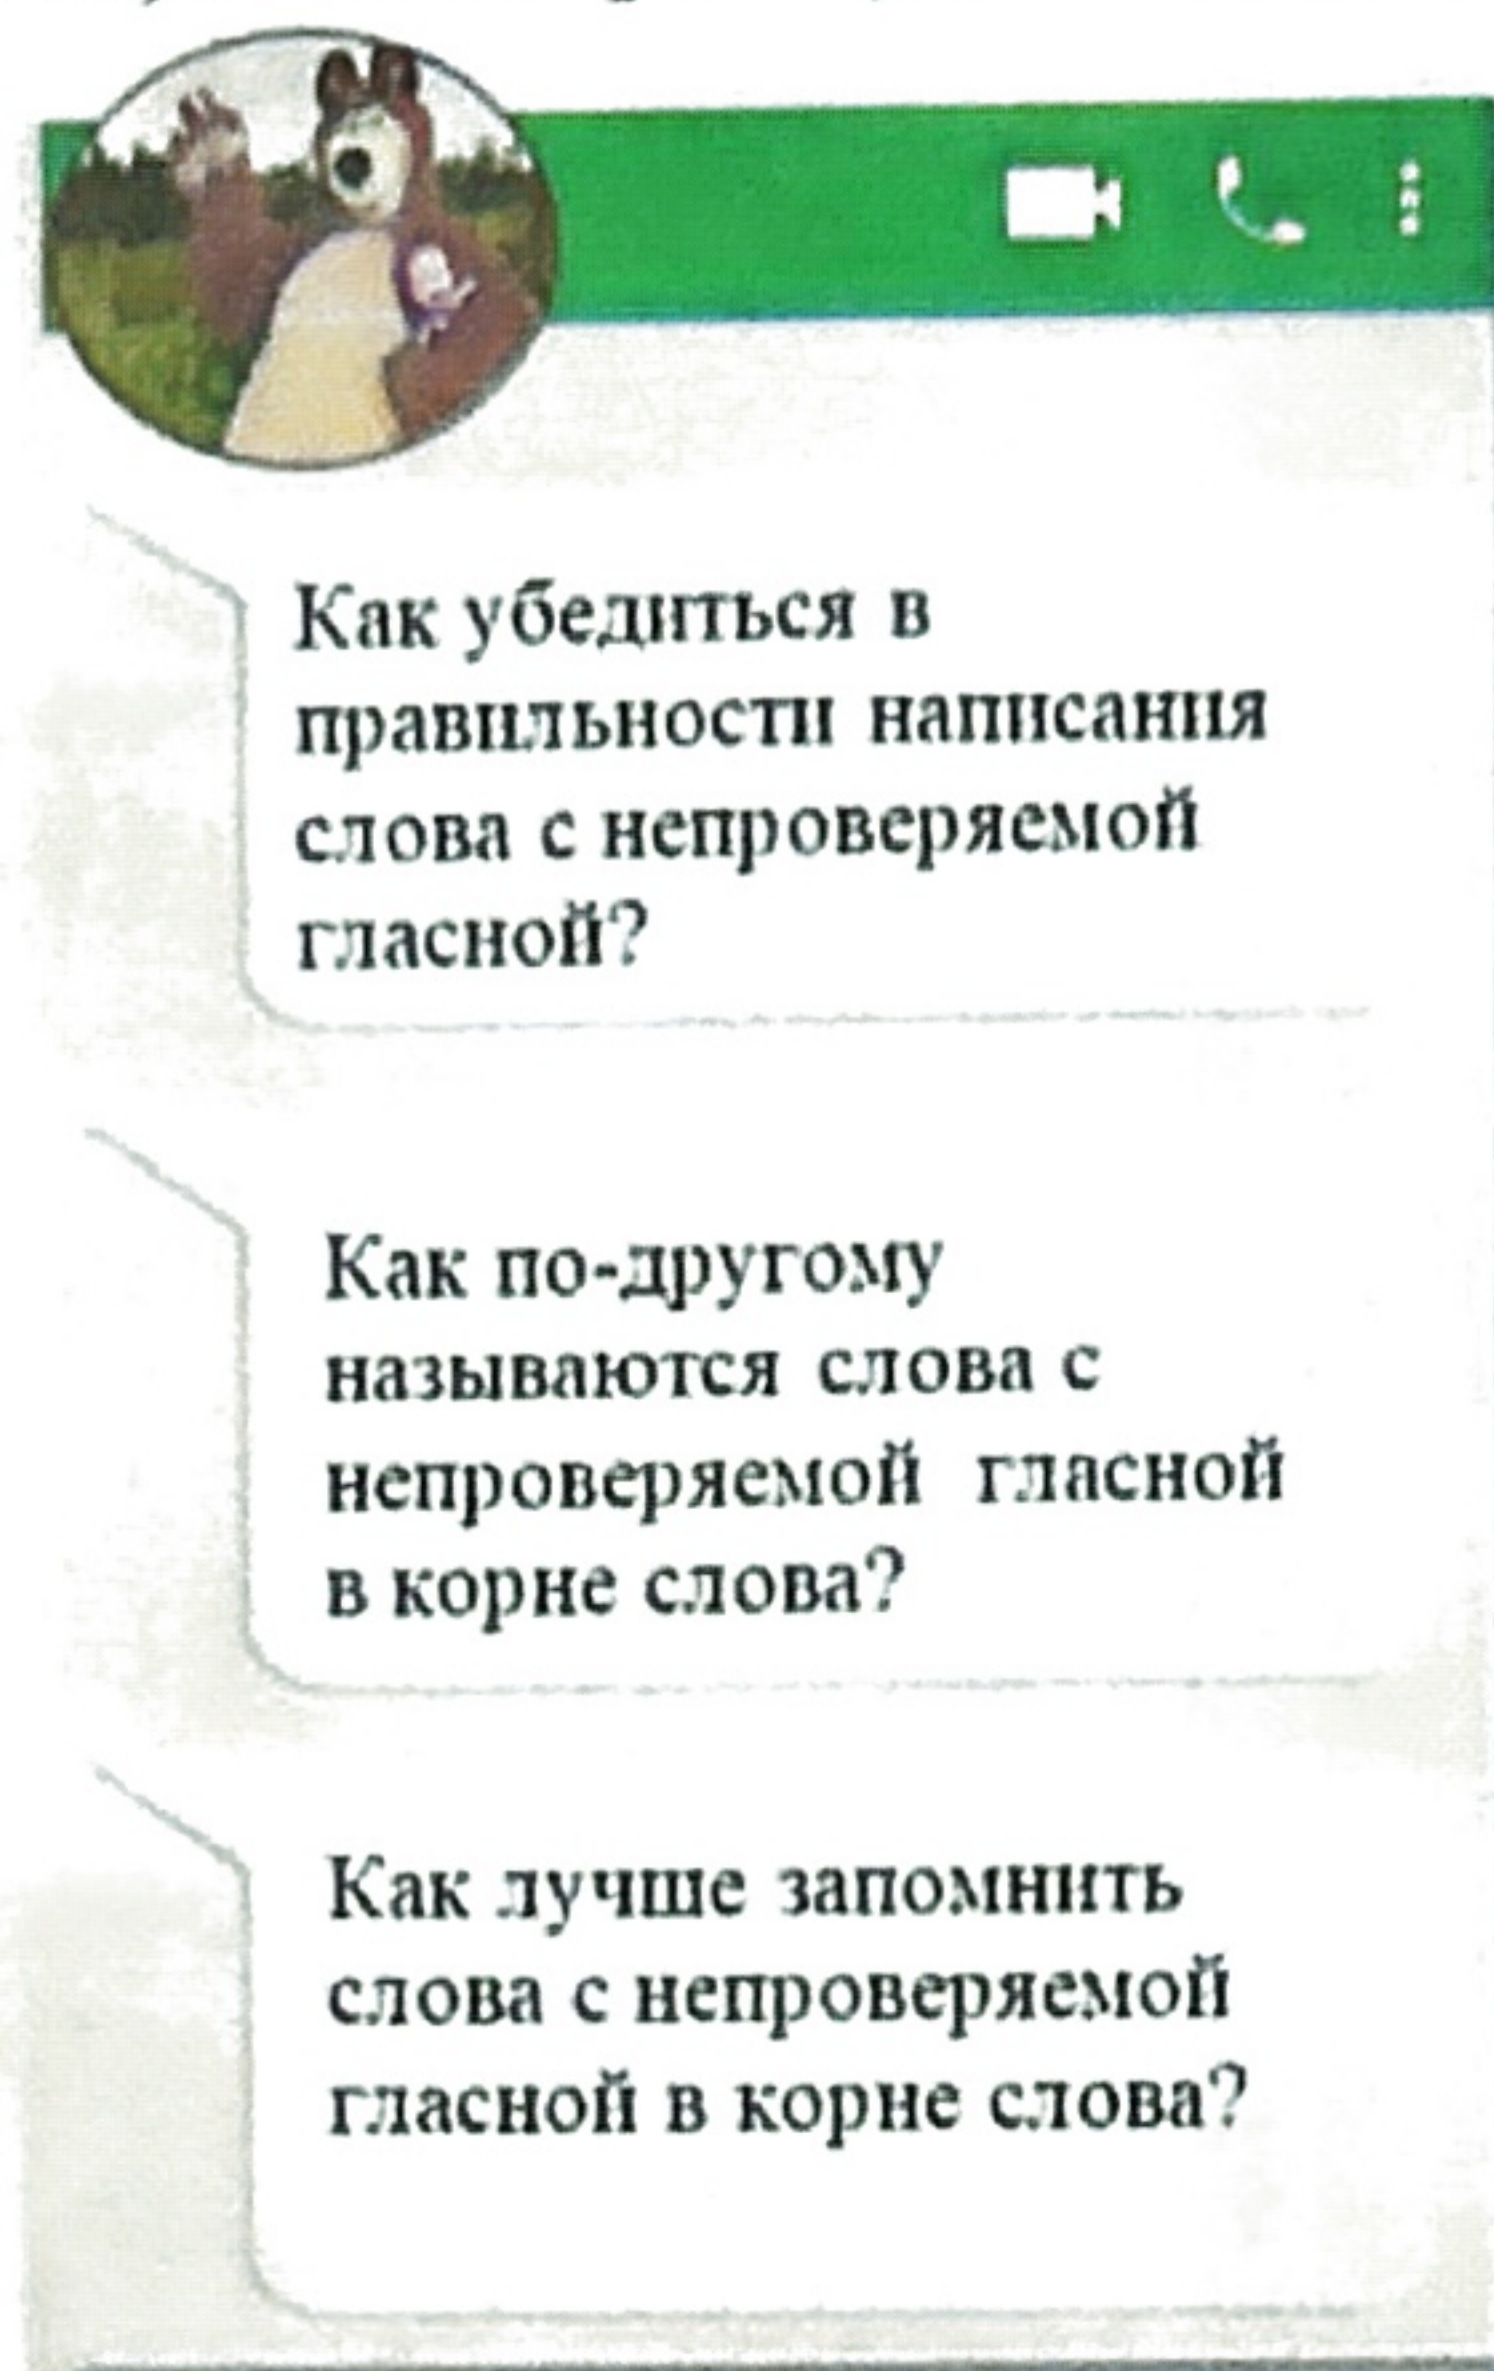 Как убедиться в
правильности написания
слова с непроверяемой
гласной?
Как по-другому
называются слова с
непроверяемой гласной
в корне слова?
Как лучше запомнить
слова с непроверяемой
гласной в корне слова?